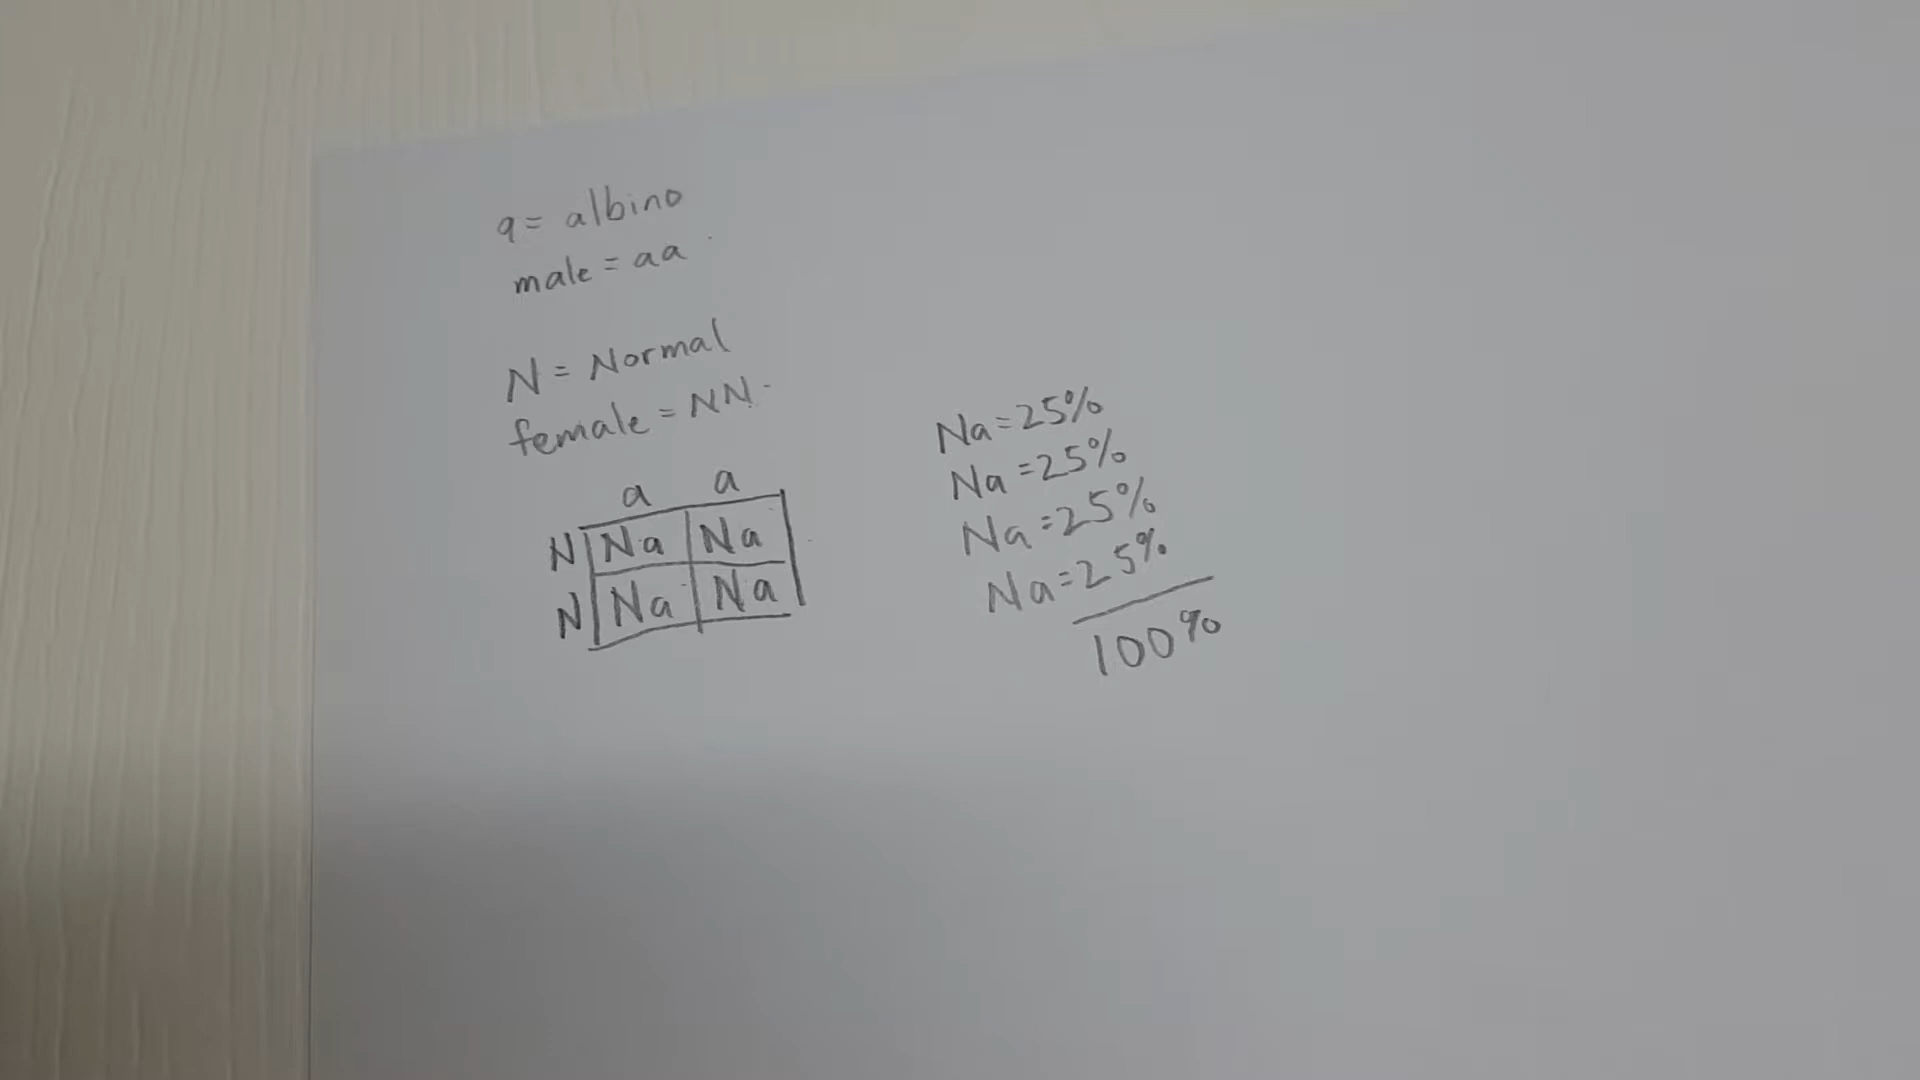 a = albino
male = aa
N = Normal
female = NN
a a
N Na Na
N Na Na
Na = 25%
Na = 25%
Na = 25%
Na = 25%
100%